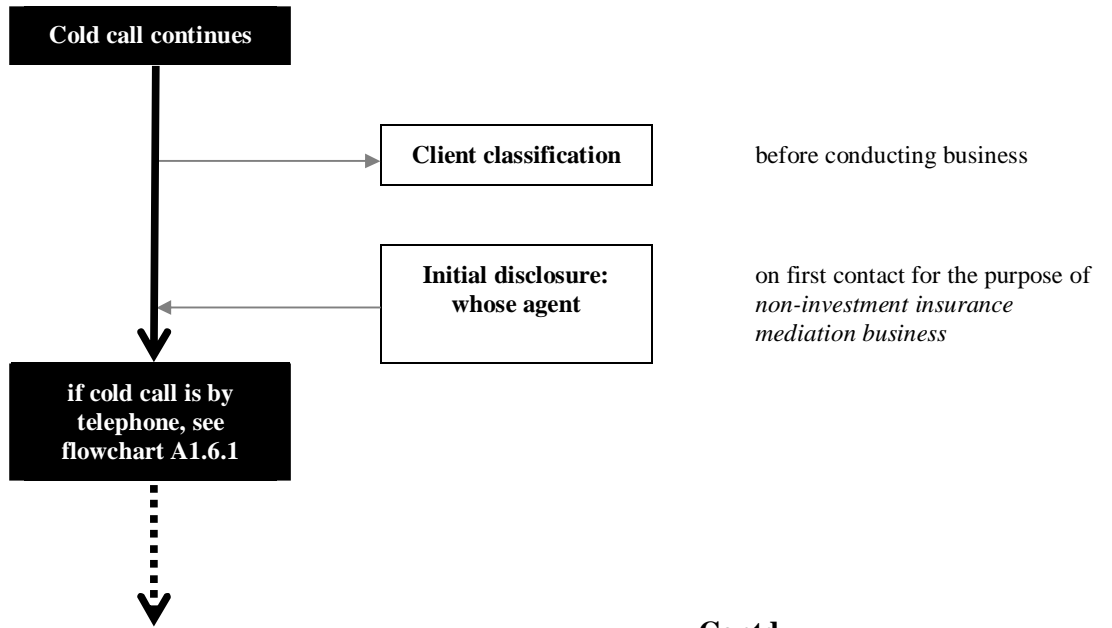 Cold call continues
Client classification
before conducting business
Initial disclosure:
whose agent
on first contact for the purpose of
non-investment insurance
mediation business
if cold call is by
telephone, see
flowchart A1.6.1